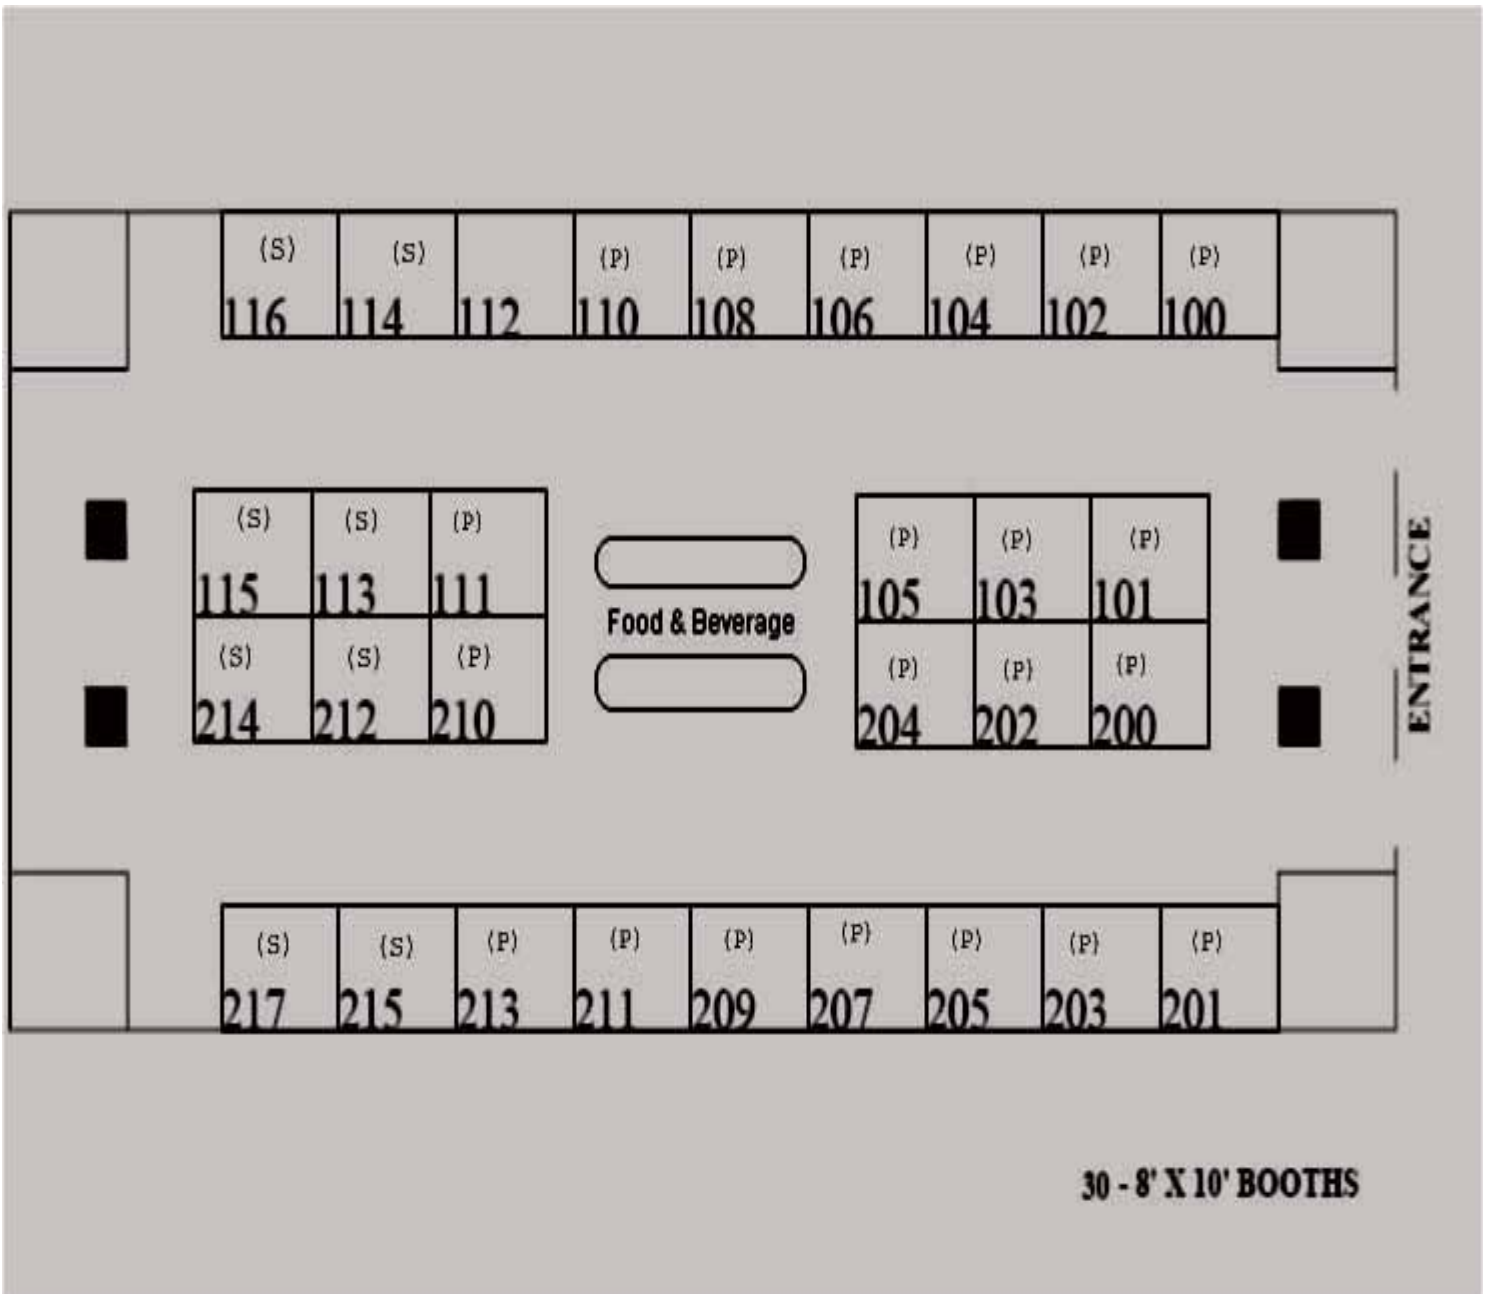 (S) (S) (P) (P) (P) (P) (P) (P)
116 114 112 110 108 106 104 102 100
(S) (S) (P) (P) (P) (P)
115 113 111 105 103 101
Food & Beverage
(S) (S) (P) (P) (P) (P)
214 212 210 204 202 200
ENTRANCE
(S) (S) (P) (P) (P) (P) (P) (P) (P)
217 215 213 211 209 207 205 203 201
30 - 8' X 10' BOOTHS